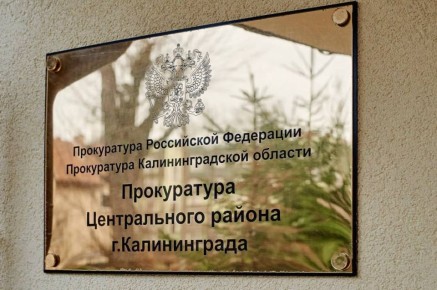 Прокуратура Российской Федерации
Прокуратура Калининградской области
Прокуратура
Центрального района
г.Калининграда